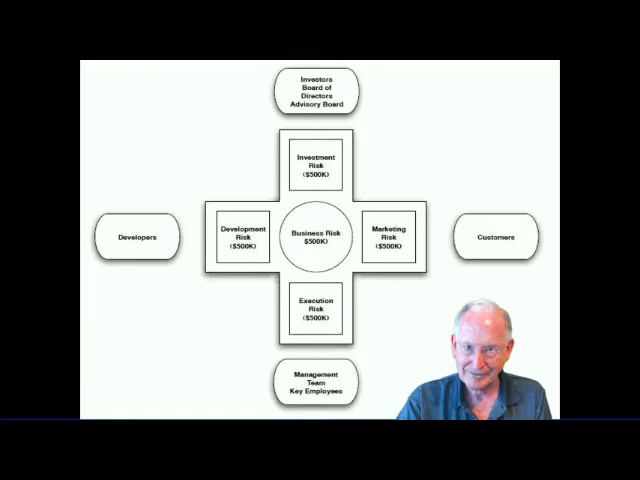 Investors
Board of
Directors
Advisory Board
Investment
Risk
($500K)
Developers
Development
Risk
($500K)
Business Risk
$500K)
Marketing
Risk
($500K)
Customers
Execution
Risk
($500K)
Management
Team
Key Employees